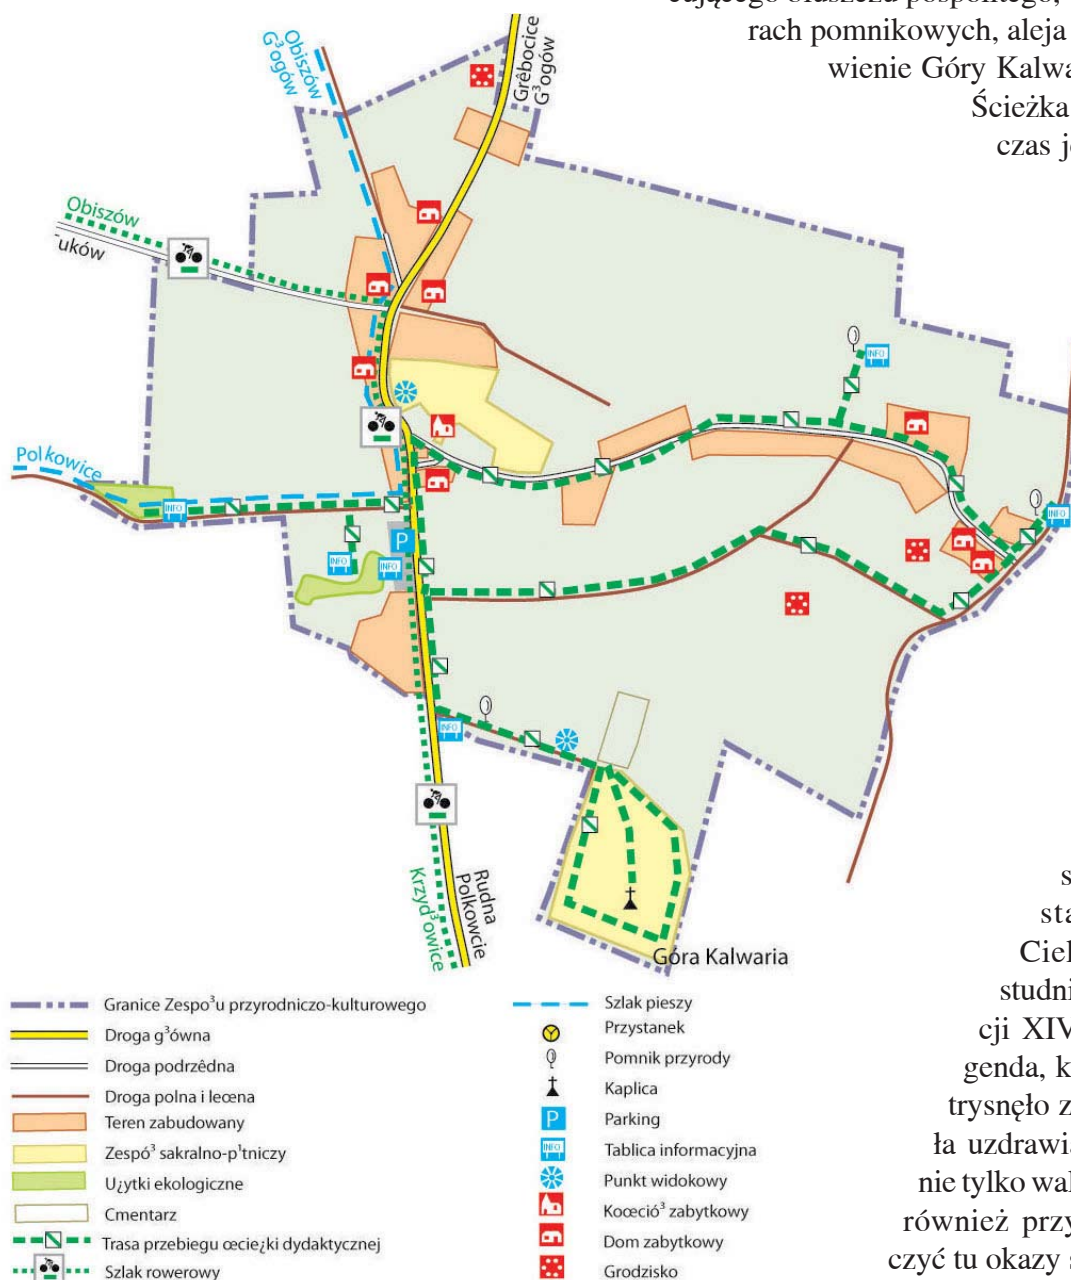 rach pomnikowych, aleja
wienie Góry Kalwa
Ścieżka
czas je
Obiszów
G³ogów
Grêbocice
G³ogów
Obiszów
uków
INFO
Polkowice
INFO
INFO
P
INFO
INFO
INFO
Krzyd³owice
Rudna
Polkowcie
Góra Kalwaria
s
sta
Ciel
studni
cji XIV
genda, k
trysnęło z
ła uzdrawia
nie tylko wal
również przy
czyć tu okazy s
Granice Zespo³u przyrodniczo-kulturowego
Droga g³ówna
Droga podrzêdna
Droga polna i leœna
Teren zabudowany
Zespó³ sakralno-p¹tniczy
U¿ytki ekologiczne
Cmentarz
Trasa przebiegu œcie¿ki dydaktycznej
Szlak rowerowy
Szlak pieszy
Przystanek
Pomnik przyrody
Kaplica
P Parking
INFO Tablica informacyjna
Punkt widokowy
Koœció³ zabytkowy
Dom zabytkowy
Grodzisko